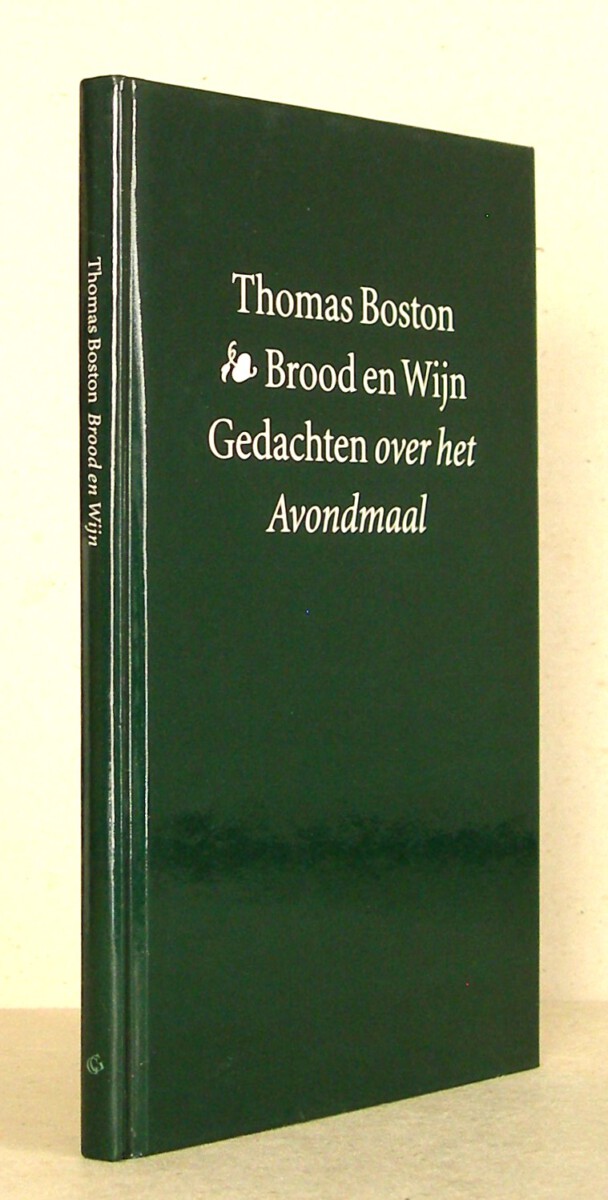 Thomas Boston
Brood en Wijn
Gedachten over het
Avondmaal
Thomas Boston Brood en Wijn